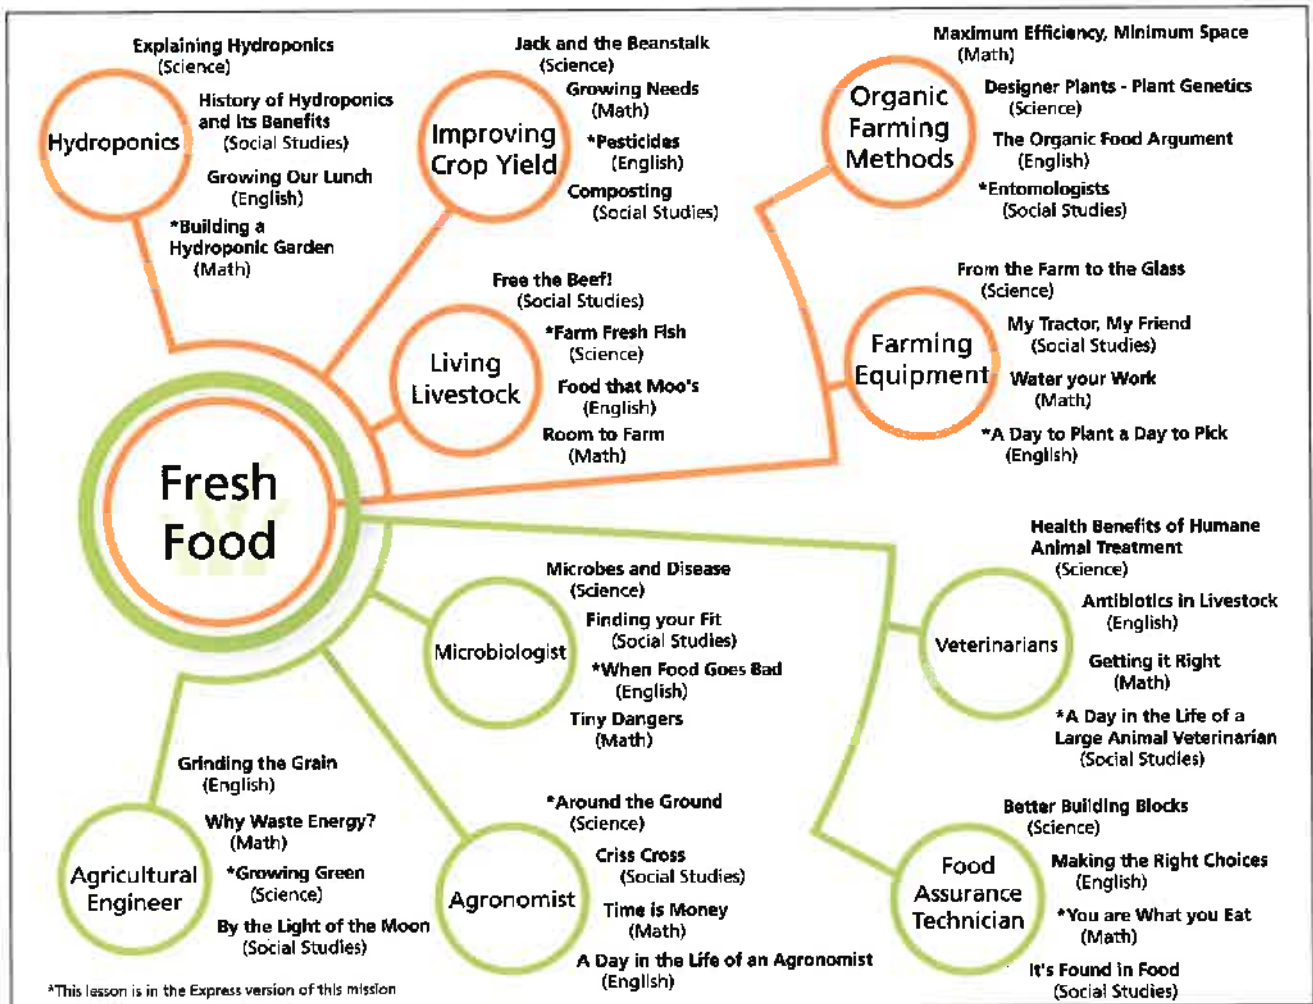 Explaining Hydroponics
(Science)
Hydroponics
History of Hydroponics
and Its Benefits
(Social Studies)
Growing Our Lunch
(English)
*Building a
Hydroponic Garden
(Math)
Jack and the Beanstalk
(Science)
Improving
Crop Yield
Growing Needs
(Math)
*Pesticides
(English)
Composting
(Social Studies)
Maximum Efficiency, Minimum Space
(Math)
Organic
Farming
Methods
Designer Plants - Plant Genetics
(Science)
The Organic Food Argument
(English)
*Entomologists
(Social Studies)
Free the Beef!
(Social Studies)
Living
Livestock
*Farm Fresh Fish
(Science)
Food that Moo's
(English)
Room to Farm
(Math)
From the Farm to the Glass
(Science)
Farming
Equipment
My Tractor, My Friend
(Social Studies)
Water your Work
(Math)
*A Day to Plant a Day to Pick
(English)
Fresh
Food
Microbes and Disease
(Science)
Microbiologist
Finding your Fit
(Social Studies)
*When Food Goes Bad
(English)
Tiny Dangers
(Math)
Health Benefits of Humane
Animal Treatment
(Science)
Veterinarians
Antibiotics in Livestock
(English)
Getting it Right
(Math)
*A Day in the Life of a
Large Animal Veterinarian
(Social Studies)
Grinding the Grain
(English)
Agricultural
Engineer
Why Waste Energy?
(Math)
*Growing Green
(Science)
By the Light of the Moon
(Social Studies)
*Around the Ground
(Science)
Agronomist
Criss Cross
(Social Studies)
Time is Money
(Math)
A Day in the Life of an Agronomist
(English)
Better Building Blocks
(Science)
Food
Assurance
Technician
Making the Right Choices
(English)
*You are What you Eat
(Math)
It's Found in Food
(Social Studies)
*This lesson is in the Express version of this mission